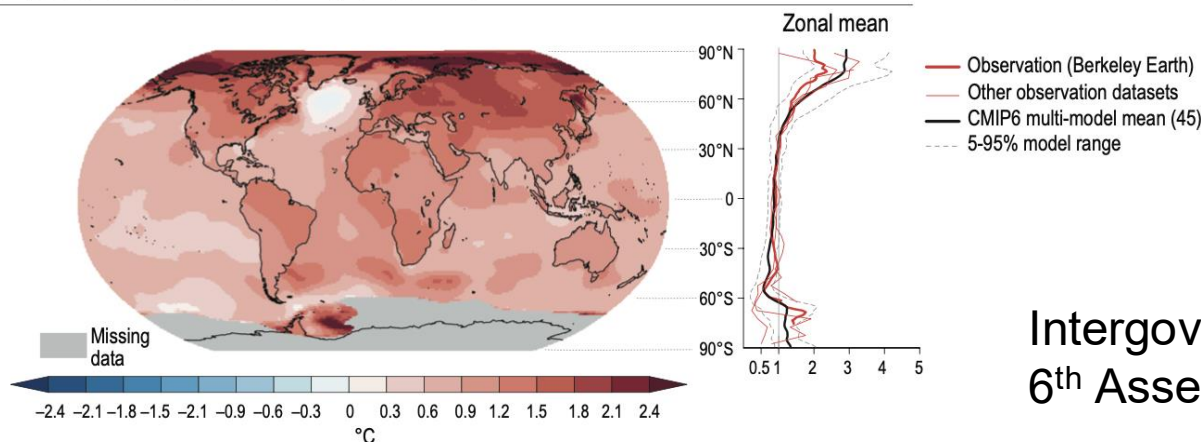 Zonal mean
90°N
60°N
30°N
0
30°S
60°S
90°S
0.5 1 2 3 4 5
Observation (Berkeley Earth)
Other observation datasets
CMIP6 multi-model mean (45)
5-95% model range
Missing
data
–2.4 –2.1 –1.8 –1.5 –2.1 –0.9 –0.6 –0.3 0 0.3 0.6 0.9 1.2 1.5 1.8 2.1 2.4
°C
Intergov
6th Asse